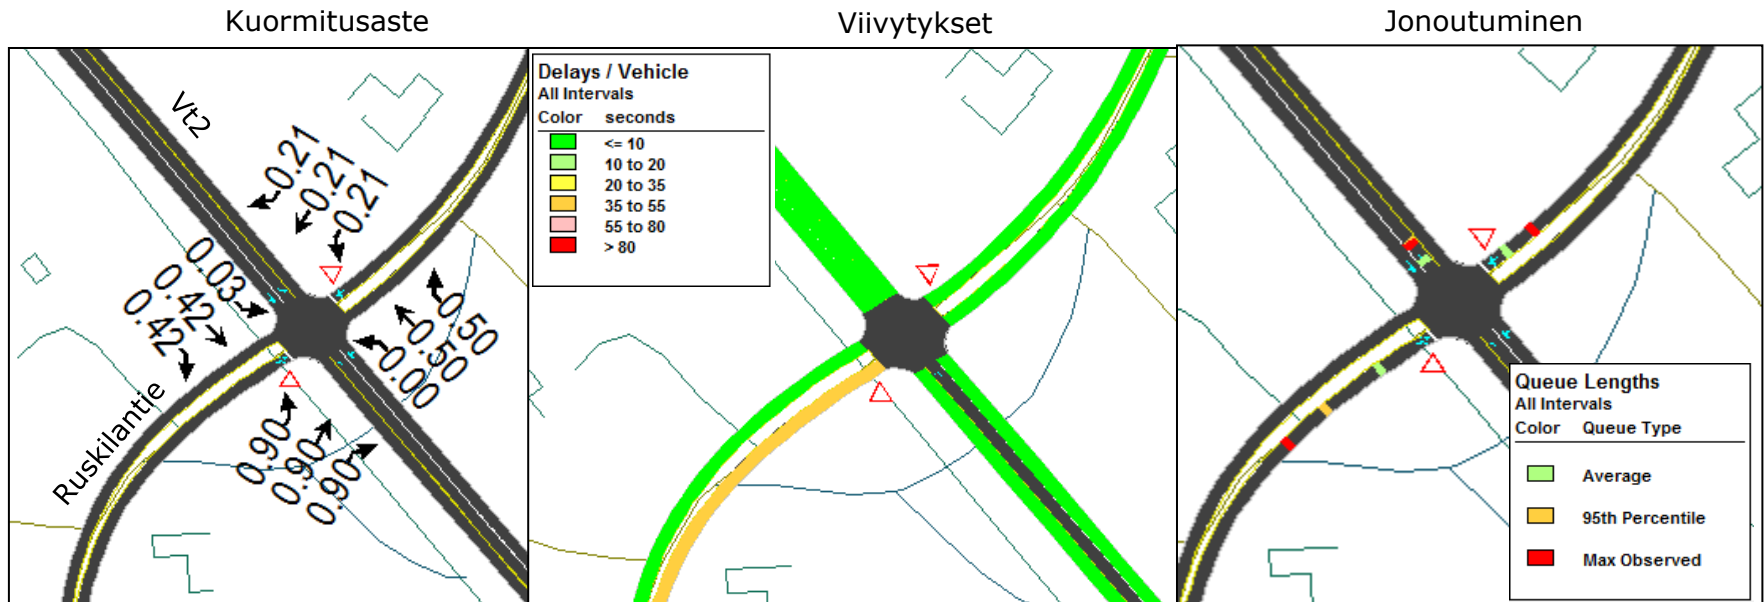 Kuormitusaste
Viivytykset
Jonoutuminen
Vt2
0.21
0.21
0.21
0.03
0.42
0.42
0.50
0.50
0.00
0.90
0.90
0.90
Ruskilantie
Delays / Vehicle
All Intervals
Color seconds
<= 10
10 to 20
20 to 35
35 to 55
55 to 80
> 80
Queue Lengths
All Intervals
Color Queue Type
Average
95th Percentile
Max Observed